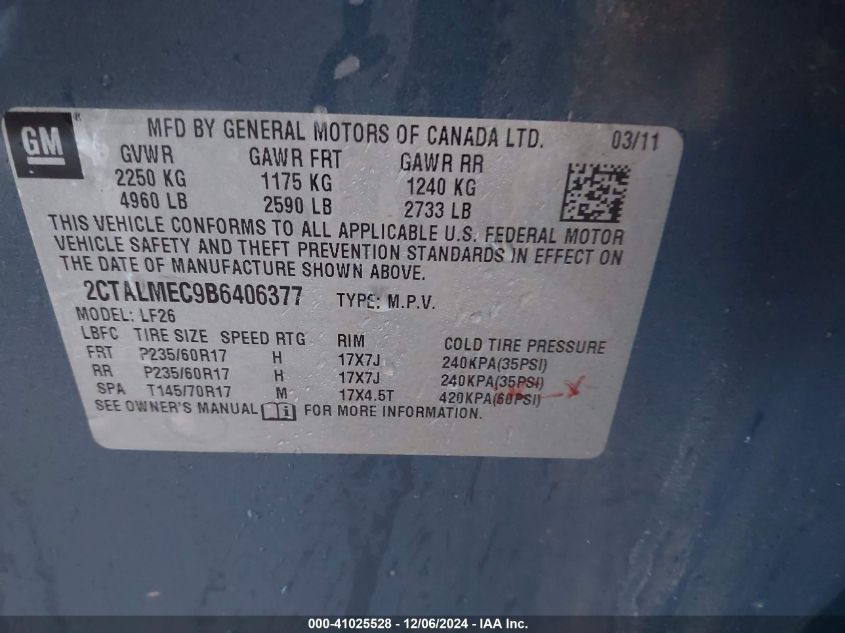 GM ®
MFD BY GENERAL MOTORS OF CANADA LTD. 03/11
GVWR GAWR FRT GAWR RR
2250 KG 1175 KG 1240 KG
4960 LB 2590 LB 2733 LB
THIS VEHICLE CONFORMS TO ALL APPLICABLE U.S. FEDERAL MOTOR
VEHICLE SAFETY AND THEFT PREVENTION STANDARDS IN EFFECT ON
THE DATE OF MANUFACTURE SHOWN ABOVE.
2CTALMEC9B6406377 TYPE: M.P.V.
MODEL: LF26
LBFC TIRE SIZE SPEED RTG RIM COLD TIRE PRESSURE
FRT P235/60R17 H 17X7J 240KPA(35PSI)
RR P235/60R17 H 17X7J 240KPA(35PSI)
SPA T145/70R17 M 17X4.5T 420KPA(60PSI)
SEE OWNER'S MANUAL i FOR MORE INFORMATION.
000-41025528 - 12/06/2024 - IAA Inc.